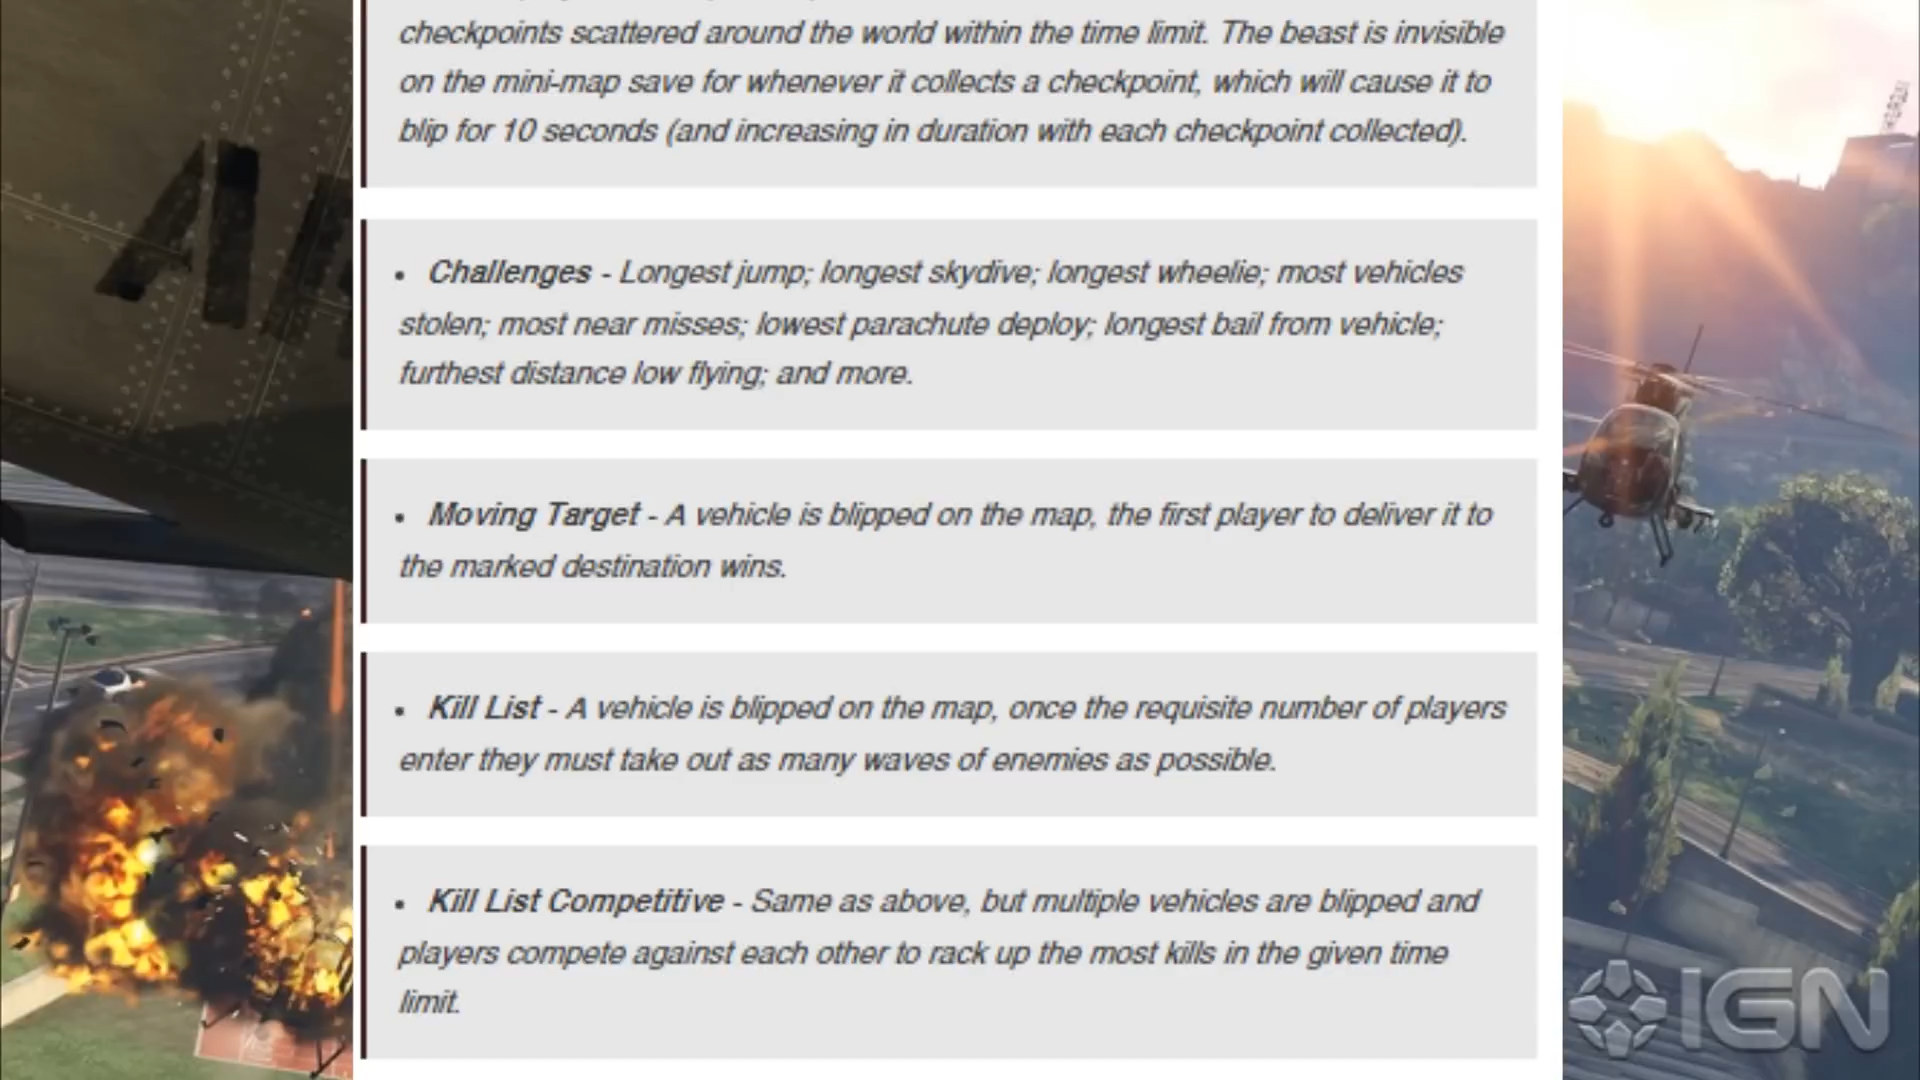 checkpoints scattered around the world within the time limit. The beast is invisible
on the mini-map save for whenever it collects a checkpoint, which will cause it to
blip for 10 seconds (and increasing in duration with each checkpoint collected).
• Challenges - Longest jump; longest skydive; longest wheelie; most vehicles
stolen; most near misses; lowest parachute deploy; longest bail from vehicle;
furthest distance low flying; and more.
• Moving Target - A vehicle is blipped on the map, the first player to deliver it to
the marked destination wins.
• Kill List - A vehicle is blipped on the map, once the requisite number of players
enter they must take out as many waves of enemies as possible.
• Kill List Competitive - Same as above, but multiple vehicles are blipped and
players compete against each other to rack up the most kills in the given time
limit.
IGN